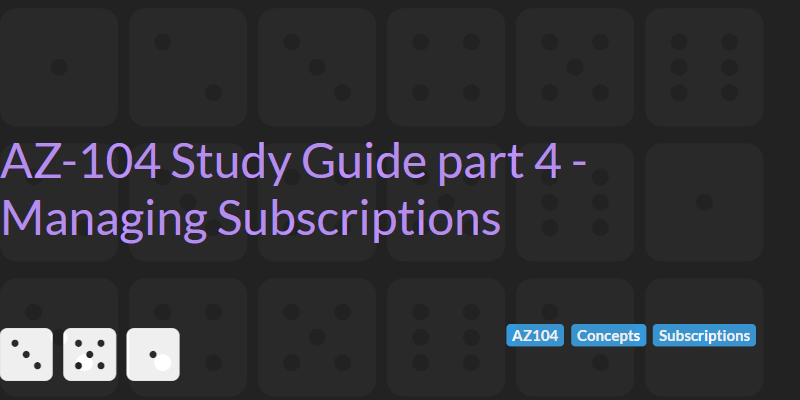 AZ-104 Study Guide part 4 -
Managing Subscriptions
AZ104 Concepts Subscriptions